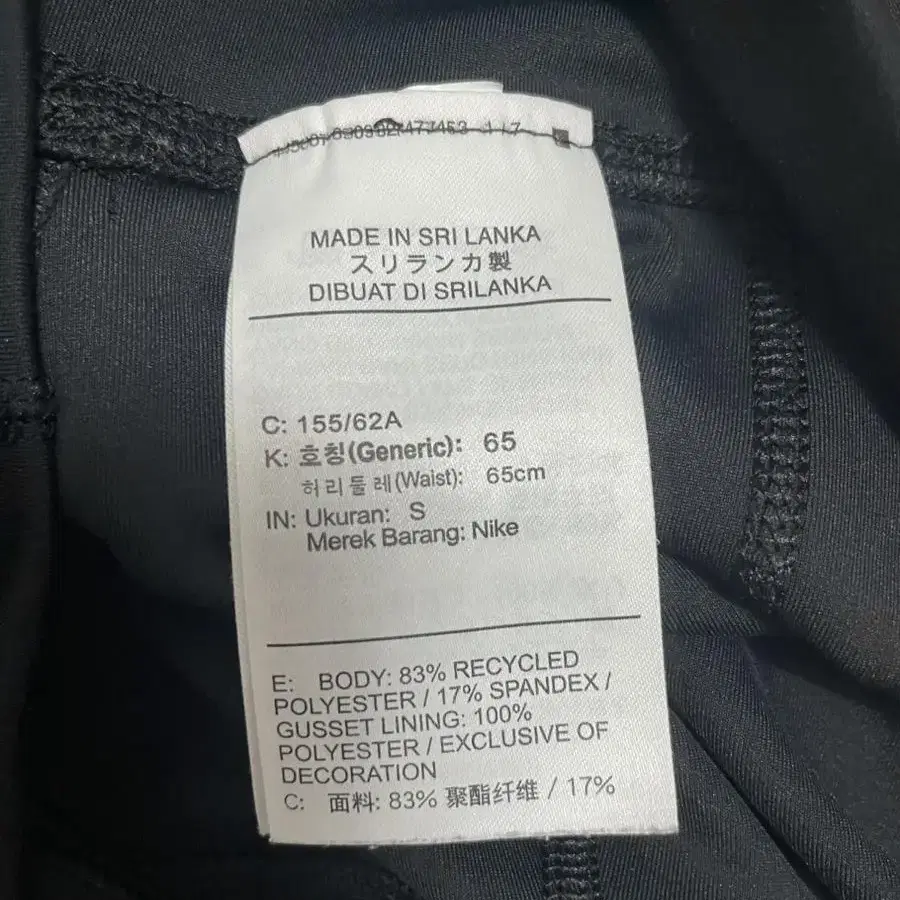 MADE IN SRI LANKA
スリランカ製
DIBUAT DI SRILANKA
C: 155/62A
K: 호칭(Generic): 65
허리둘레(Waist): 65cm
IN: Ukuran: S
Merek Barang: Nike
E: BODY: 83% RECYCLED
POLYESTER / 17% SPANDEX /
GUSSET LINING: 100%
POLYESTER / EXCLUSIVE OF
DECORATION
C: 面料: 83% 聚酯纤维 / 17%